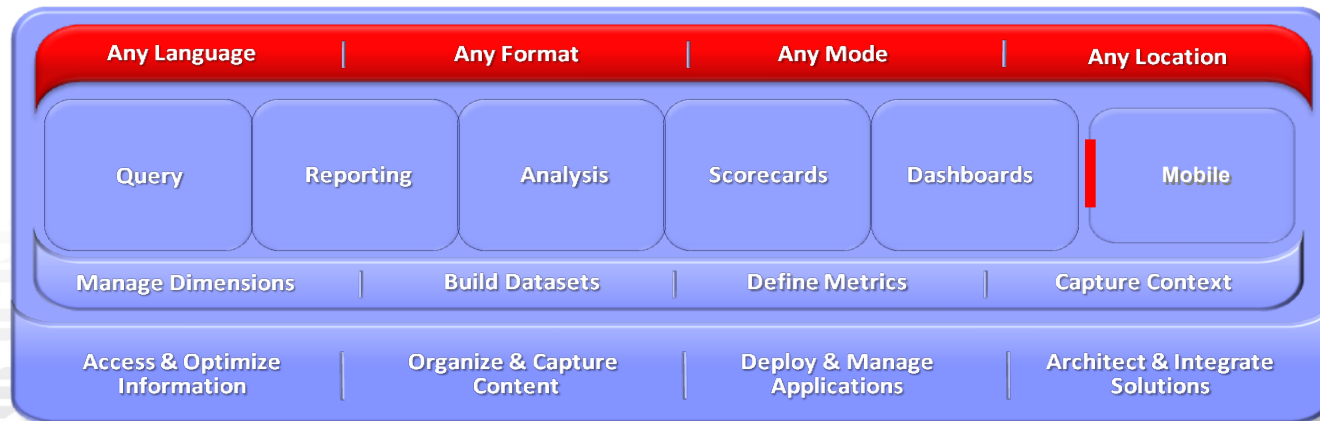 Any Language | Any Format | Any Mode | Any Location
Query Reporting Analysis Scorecards Dashboards Mobile
Manage Dimensions | Build Datasets | Define Metrics | Capture Context
Access & Optimize
Information
Organize & Capture
Content
Deploy & Manage
Applications
Architect & Integrate
Solutions